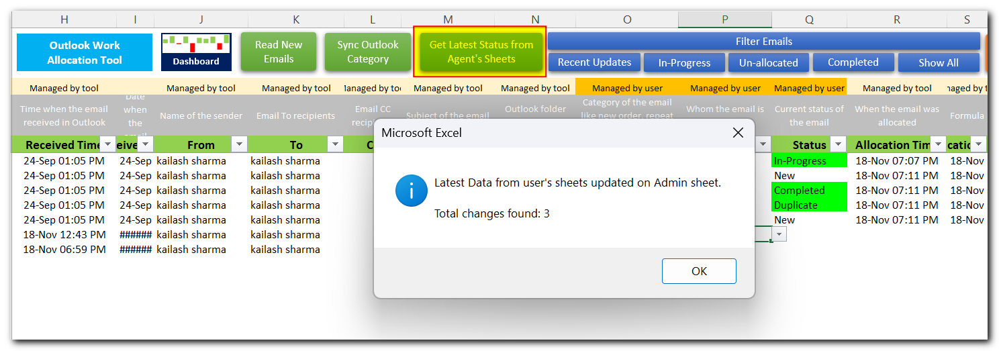 H I J K L M N O P Q R S
Outlook Work
Allocation Tool
Dashboard
Read New
Emails
Sync Outlook
Category
Get Latest Status from
Agent's Sheets
Filter Emails
Recent Updates In-Progress Un-allocated Completed Show All
Managed by tool Managed by tool Managed by tool Managed by tool Managed by tool Managed by user Managed by user Managed by user Managed by tool
Time when the email
received in Outlook
Date
when
the
Name of the sender
Email To recipients
Email CC
Subject of the email
Outlook folder
Category of the email
like new order, repeat
Whom the email is
Current status of
the email
When the email was
allocated
Formula
Received Time From To Status
24-Sep 01:05 PM 24-Sep kailash sharma kailash sharma In-Progress 18-Nov 07:07 PM 18-Nov
24-Sep 01:05 PM 24-Sep kailash sharma kailash sharma New 18-Nov 07:11 PM 18-Nov
24-Sep 01:05 PM 24-Sep kailash sharma kailash sharma Completed 18-Nov 07:11 PM 18-Nov
24-Sep 01:05 PM 24-Sep kailash sharma kailash sharma Duplicate 18-Nov 07:11 PM 18-Nov
24-Sep 01:05 PM 24-Sep kailash sharma kailash sharma New 18-Nov 07:11 PM 18-Nov
18-Nov 12:43 PM ###### kailash sharma kailash sharma
18-Nov 06:59 PM ###### kailash sharma kailash sharma
Microsoft Excel
Latest Data from user's sheets updated on Admin sheet.
Total changes found: 3
OK